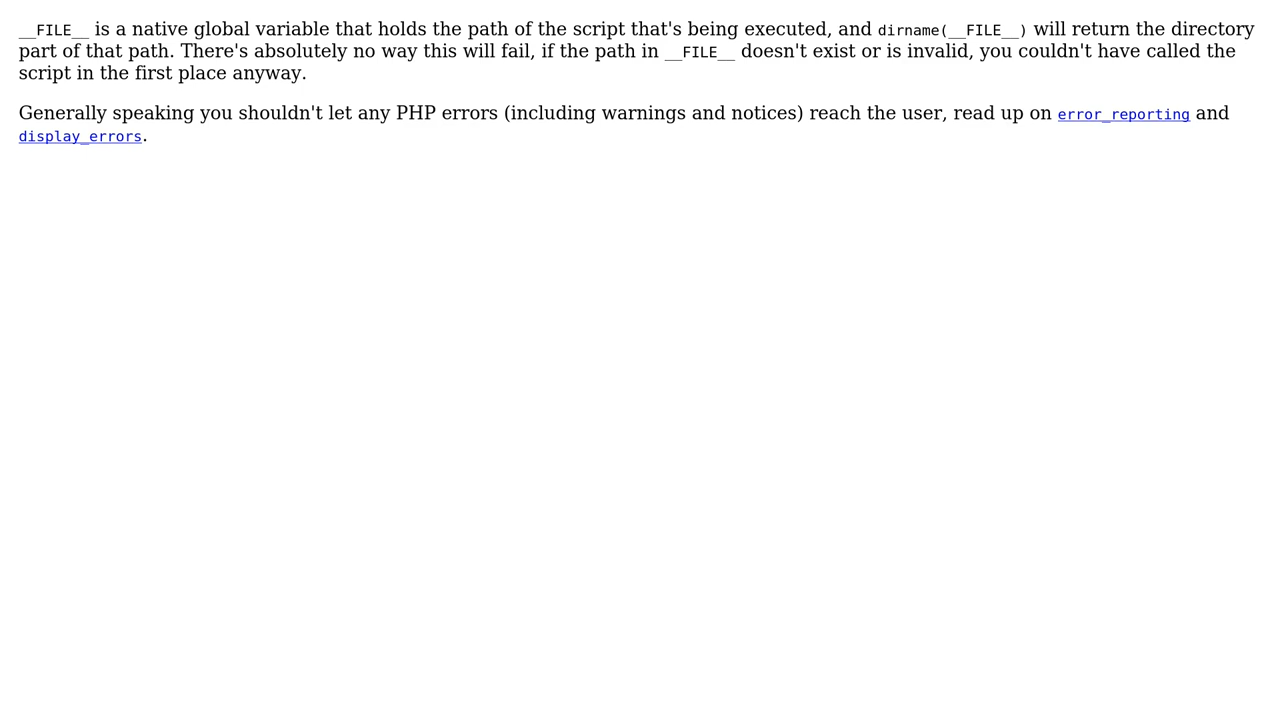 __FILE__ is a native global variable that holds the path of the script that's being executed, and dirname(__FILE__) will return the directory
part of that path. There's absolutely no way this will fail, if the path in __FILE__ doesn't exist or is invalid, you couldn't have called the
script in the first place anyway.
Generally speaking you shouldn't let any PHP errors (including warnings and notices) reach the user, read up on error_reporting and
display_errors.